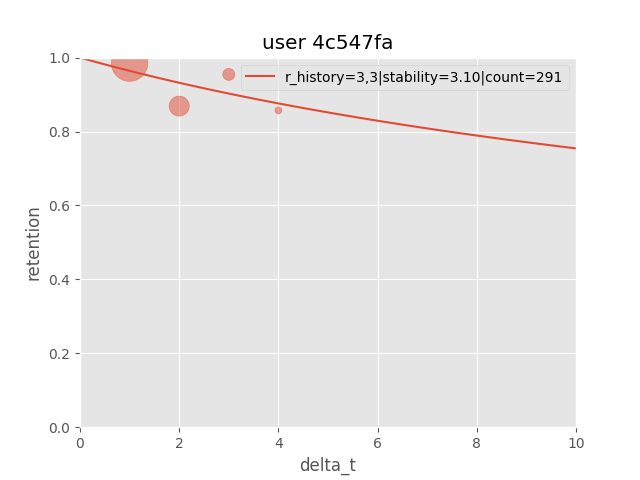 user 4c547fa
r_history=3,3|stability=3.10|count=291
retention
1.0
0.8
0.6
0.4
0.2
0.0
0 2 4 6 8 10
delta_t